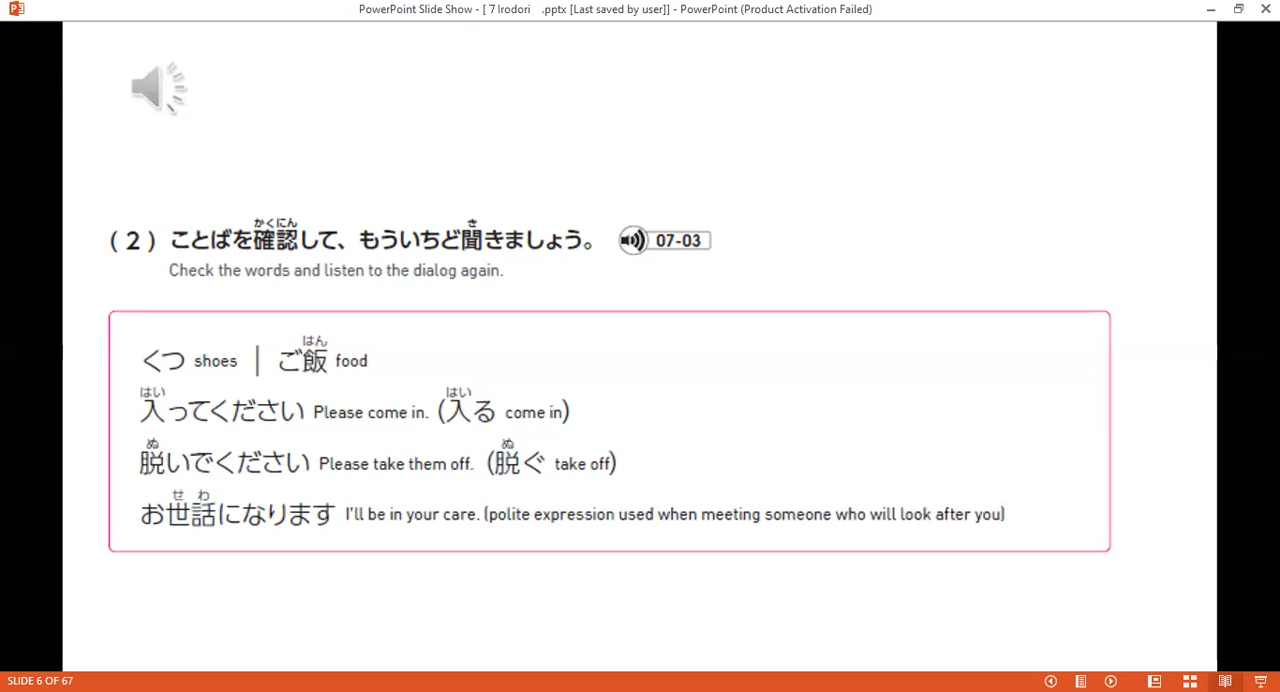 PowerPoint Slide Show - [ 7 Irodori .pptx [Last saved by user]] - PowerPoint (Product Activation Failed)
かくにん き
(2) ことばを確認して、もういちど聞きましょう。 07-03
Check the words and listen to the dialog again.
はん
くつ shoes | ご飯 food
はい はい
入ってください Please come in. (入る come in)
ぬ ぬ
脱いでください Please take them off. (脱ぐ take off)
せ わ
お世話になります I'll be in your care. (polite expression used when meeting someone who will look after you)
SLIDE 6 OF 67